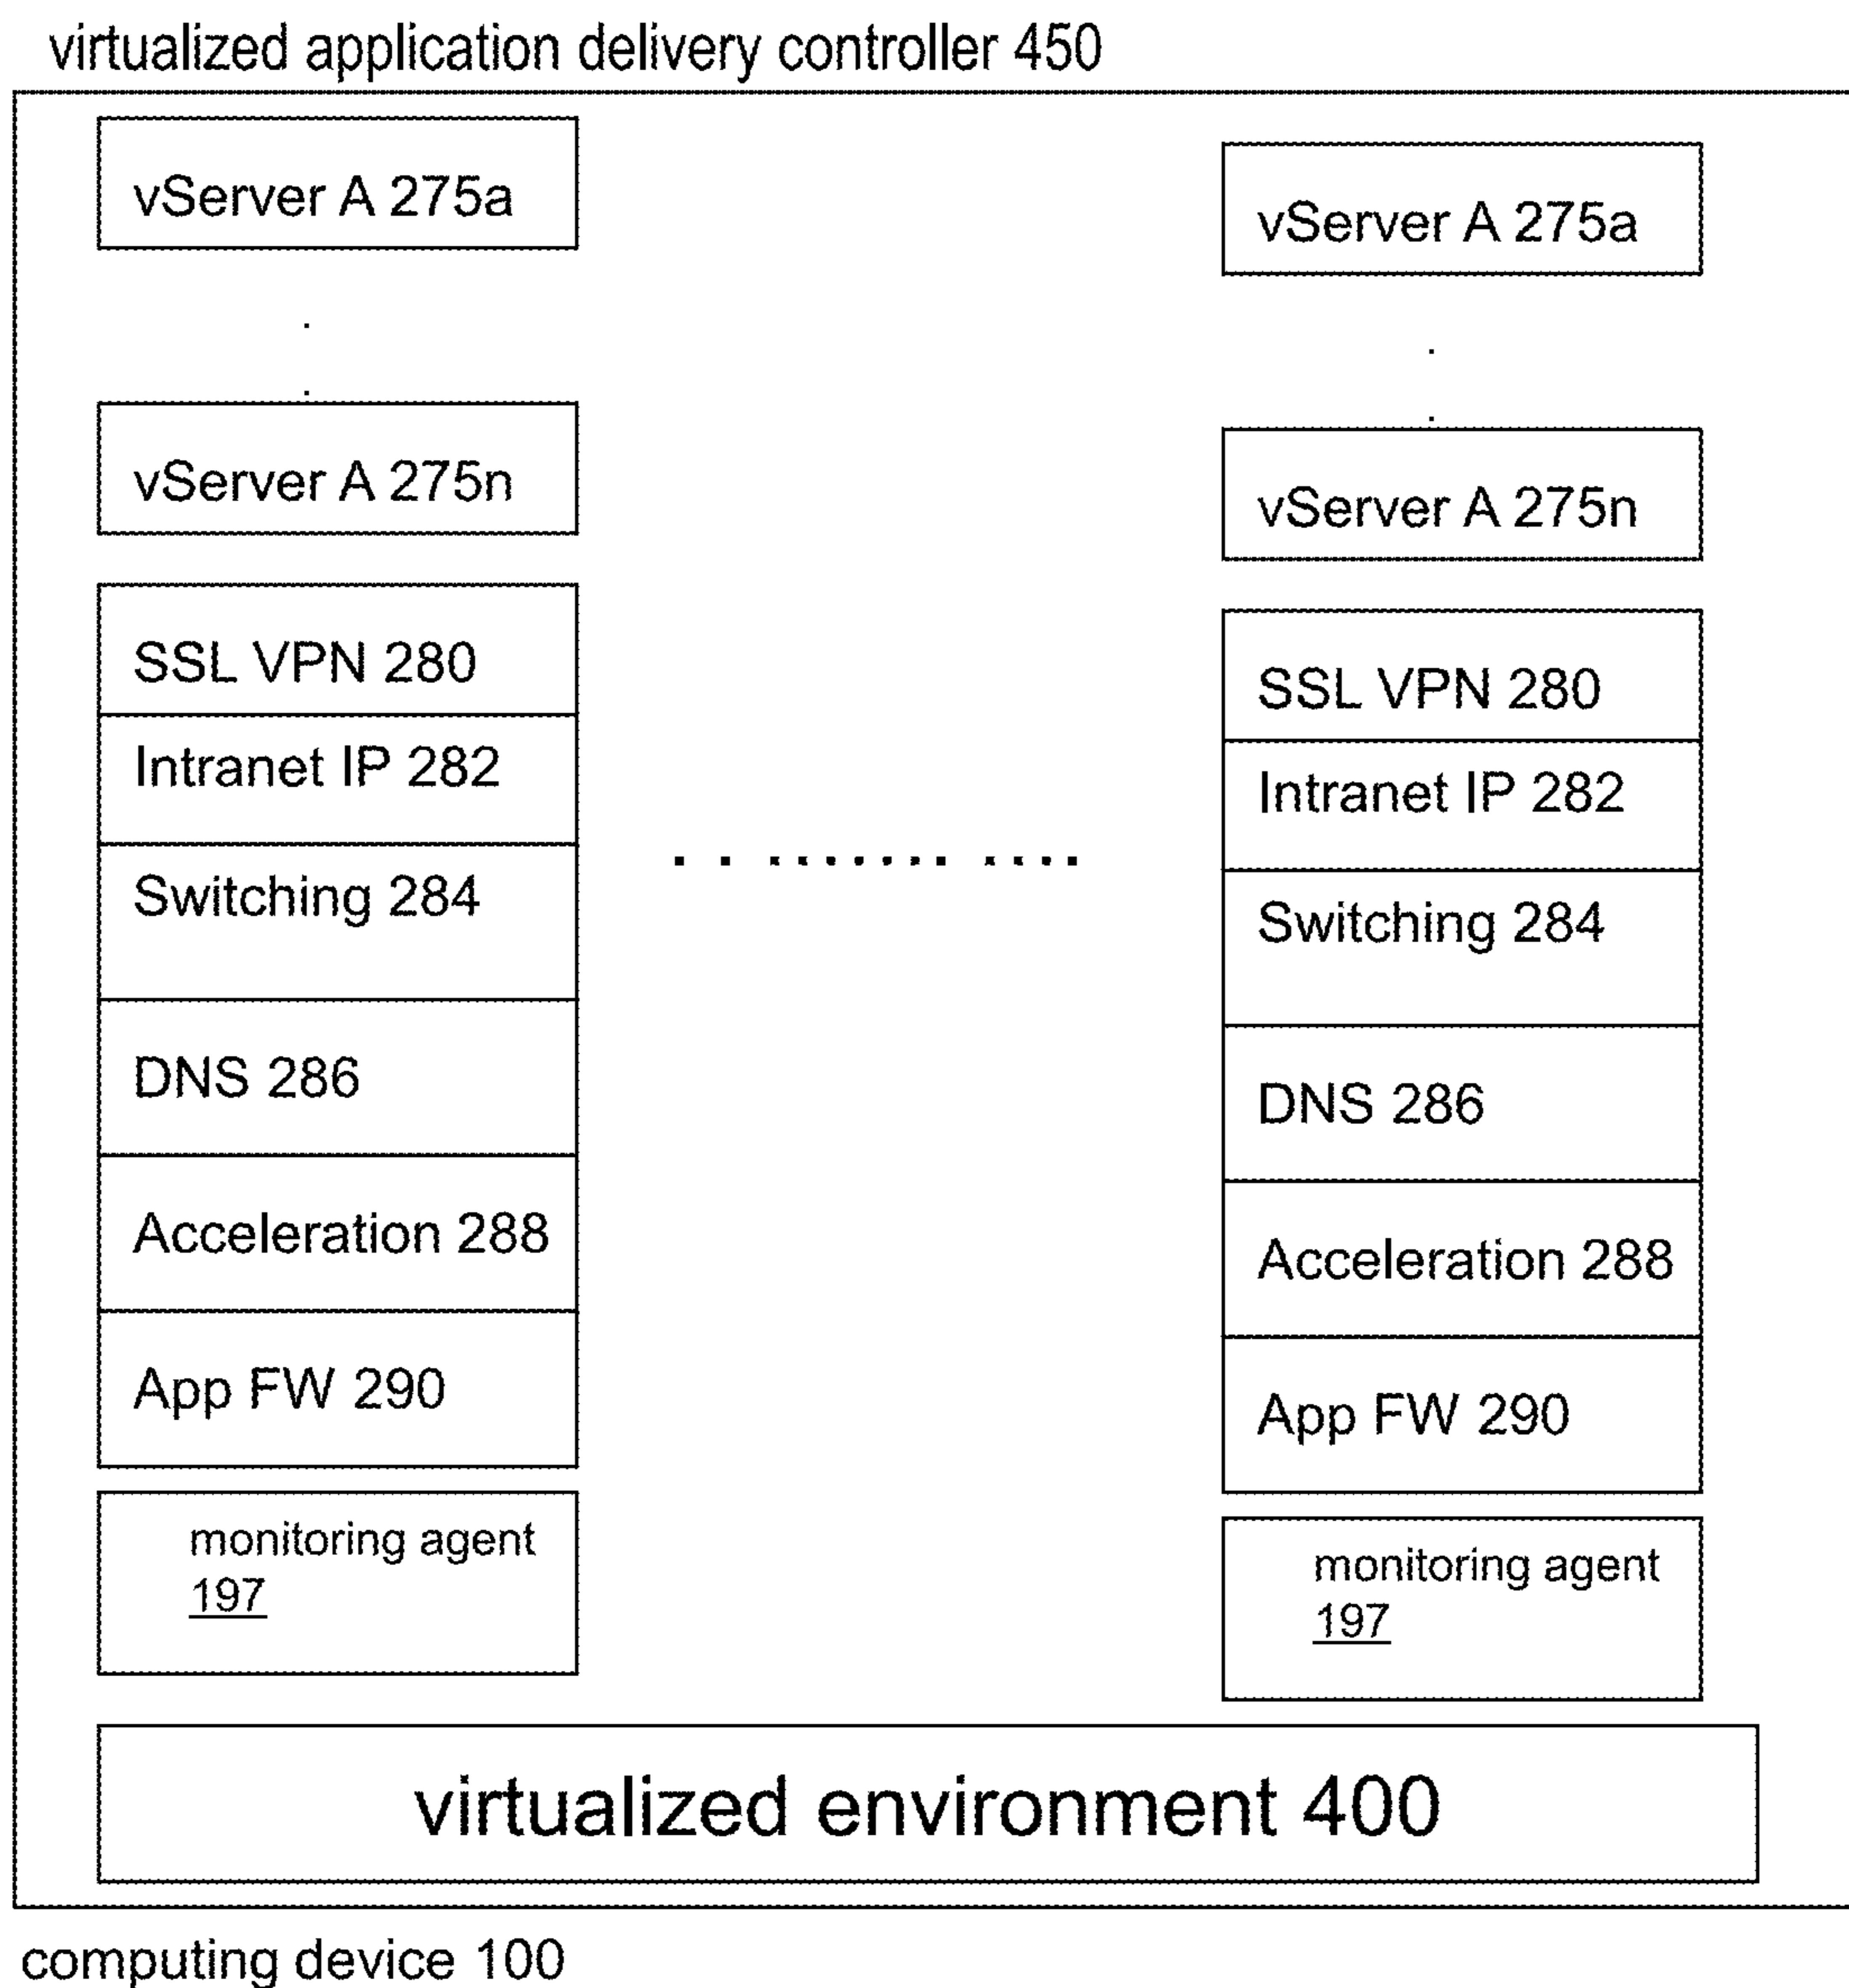 virtualized application delivery controller 450
vServer A 275a
vServer A 275n
SSL VPN 280
Intranet IP 282
Switching 284
DNS 286
Acceleration 288
App FW 290
monitoring agent
197
vServer A 275a
vServer A 275n
SSL VPN 280
Intranet IP 282
Switching 284
DNS 286
Acceleration 288
App FW 290
monitoring agent
197
virtualized environment 400
computing device 100